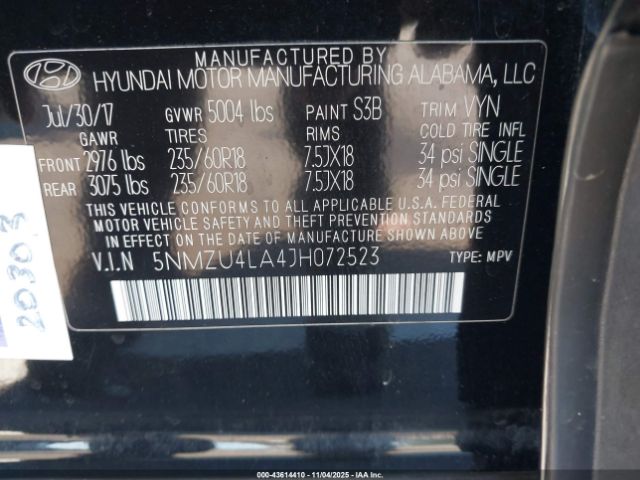 MANUFACTURED BY
HYUNDAI MOTOR MANUFACTURING ALABAMA, LLC
Jul/30/17 GVWR 5004 lbs PAINT S3B TRIM VYN
GAWR TIRES RIMS COLD TIRE INFL
FRONT 2976 lbs 235/60R18 7.5JX18 34 psi SINGLE
REAR 3075 lbs 235/60R18 7.5JX18 34 psi SINGLE
THIS VEHICLE CONFORMS TO ALL APPLICABLE U.S.A. FEDERAL
MOTOR VEHICLE SAFETY AND THEFT PREVENTION STANDARDS
IN EFFECT ON THE DATE OF MANUFACTURE SHOWN ABOVE
V.I.N 5NMZU4LA4JH072523 TYPE: MPV
20303
000-43614410 - 11/04/2025 - IAA Inc.